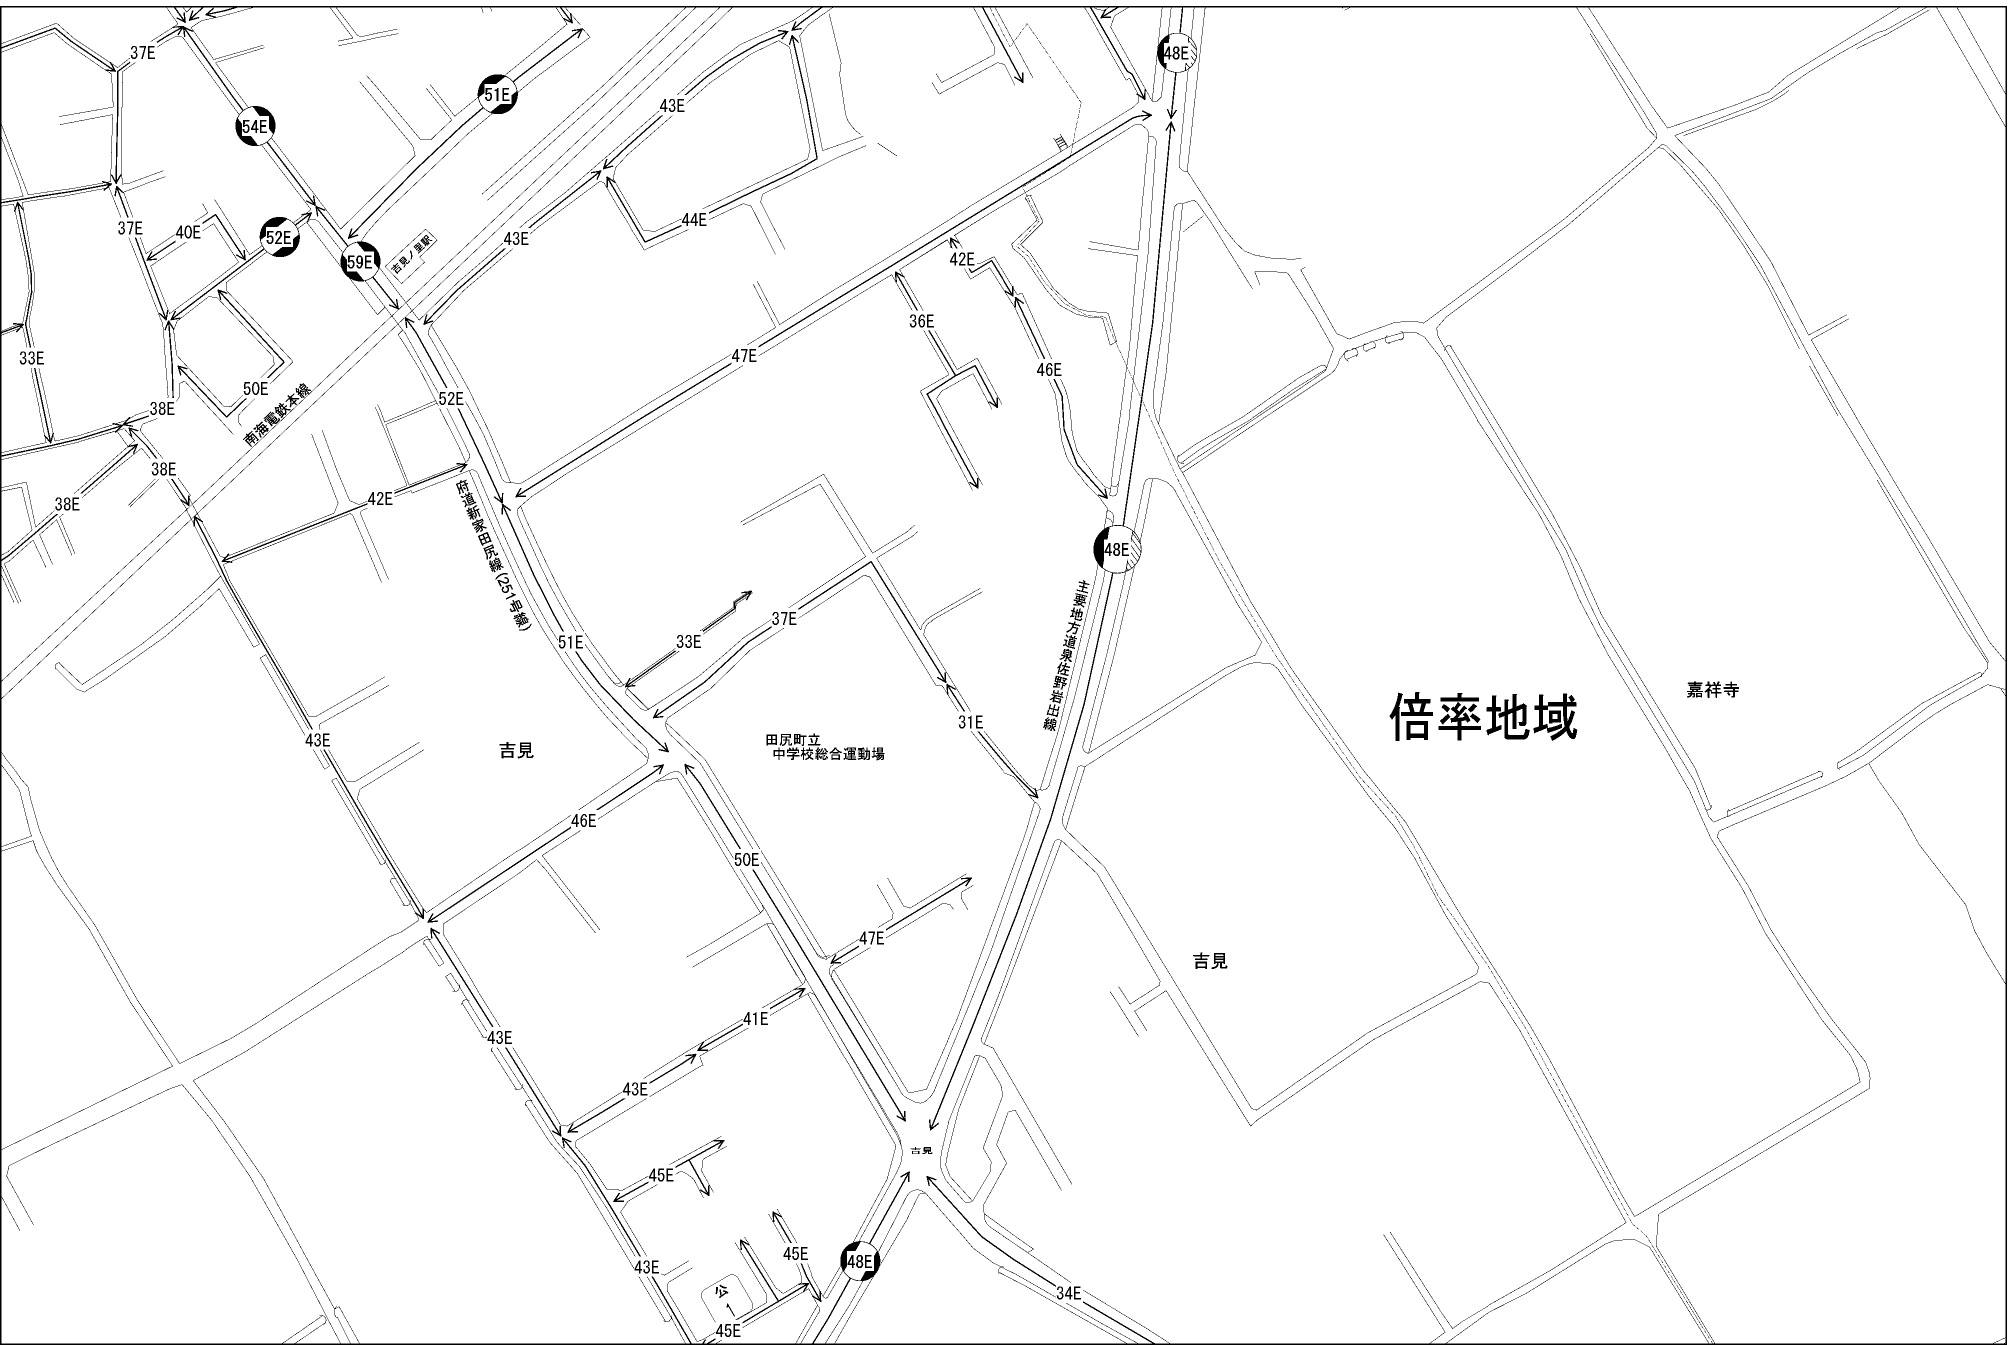 48E
37E
51E
43E
54E
44E
37E
40E
52E
43E
59E
吉見ノ里駅
42E
36E
33E
47E
46E
50E
52E
38E
南海電鉄本線
38E
42E
38E
府道新家田尻線(251号線)
48E
主要地方道泉佐野岩出線
37E
51E
33E
嘉祥寺
倍率地域
31E
43E
吉見
田尻町立
中学校総合運動場
46E
50E
47E
吉見
41E
43E
43E
吉見
45E
45E
48E
43E
公
34E
45E